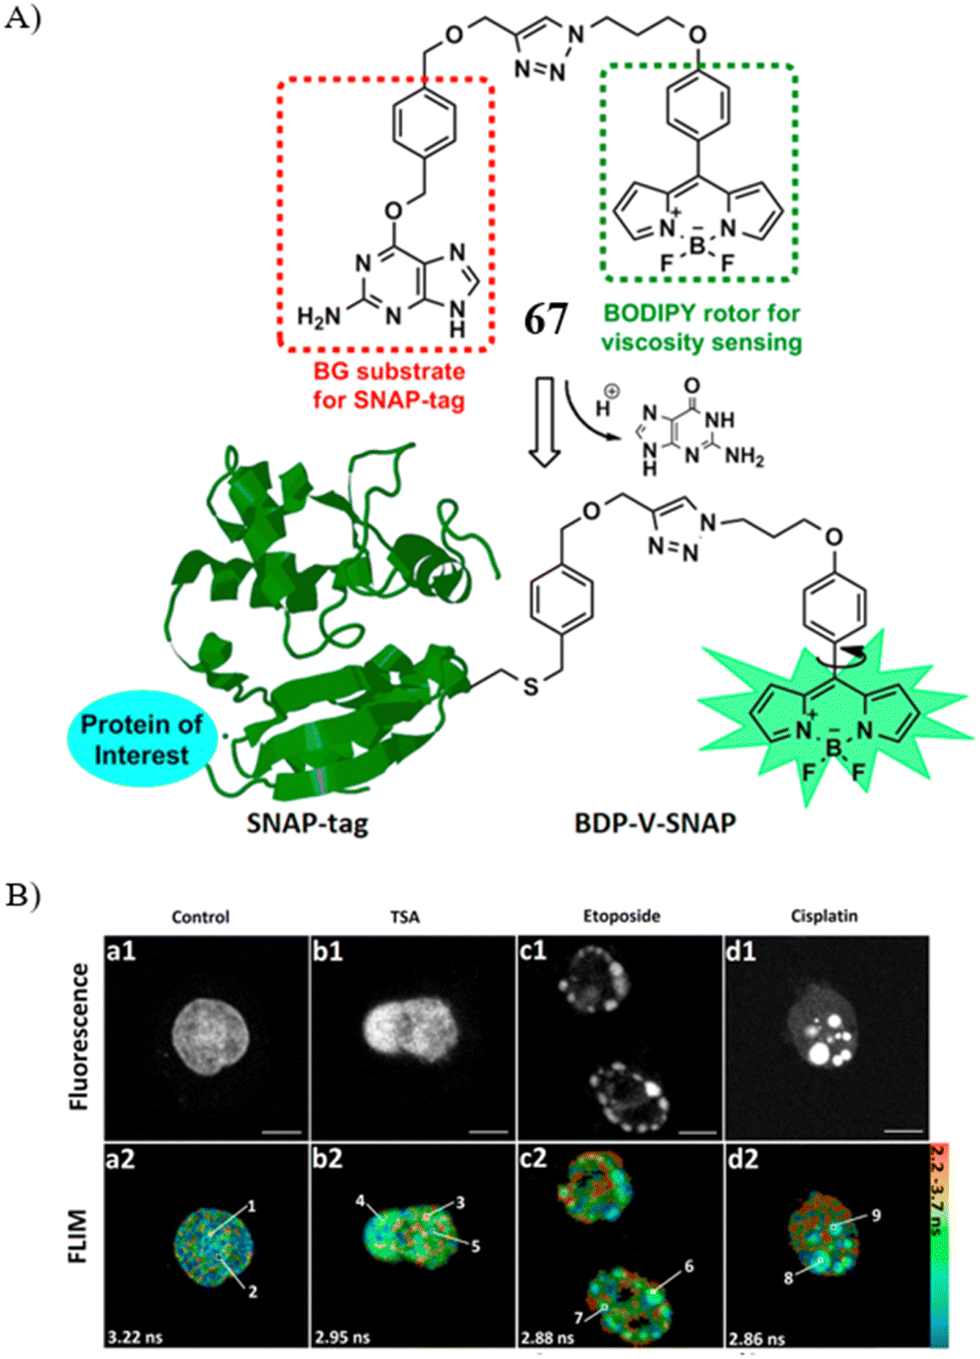 A)
O
N
N=N
O
O
N
N
N
N
H
H₂N
BG substrate
for SNAP-tag
67
+
N
−
B
N
F
F
BODIPY rotor for
viscosity sensing
H⊕
O
N
NH
N
H
N
NH₂
O
N
N=N
O
S
+
N
−
B
N
F
F
Protein of
Interest
SNAP-tag
BDP-V-SNAP
B)
Control
TSA
Etoposide
Cisplatin
Fluorescence
a1
b1
c1
d1
FLIM
a2
b2
c2
d2
1
2
3
4
5
6
7
8
9
3.22 ns
2.95 ns
2.88 ns
2.86 ns
2.2 -3.7 ns